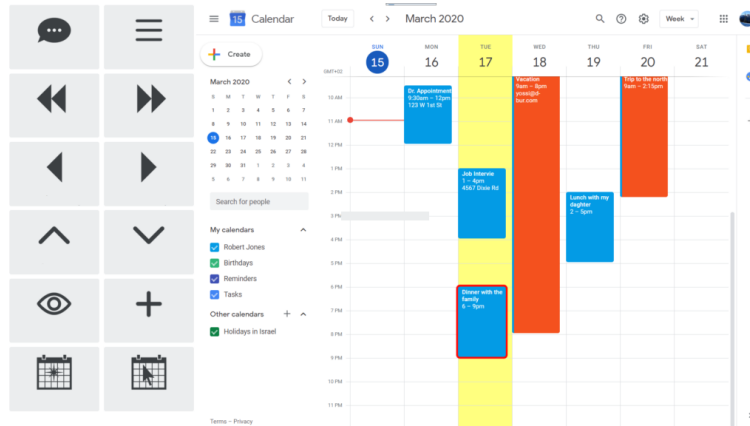 15 Calendar
Today
March 2020
Week
Create
March 2020
S M T W T F S
1 2 3 4 5 6 7
8 9 10 11 12 13 14
15 16 17 18 19 20 21
22 23 24 25 26 27 28
29 30 31 1 2 3 4
5 6 7 8 9 10 11
Search for people
My calendars
Robert Jones
Birthdays
Reminders
Tasks
Other calendars
Holidays in Israel
Terms – Privacy
SUN MON TUE WED THU FRI SAT
15 16 17 18 19 20 21
GMT+02
10 AM
11 AM
12 PM
1 PM
2 PM
3 PM
4 PM
5 PM
6 PM
7 PM
8 PM
9 PM
10 PM
11 PM
Dr. Appointment
9:30am – 12pm
123 W 1st St
Job Intervie
1 – 4pm
4567 Dixie Rd
Dinner with the
family
6 – 9pm
Vacation
9am – 8pm
yossi@d-
bur.com
Lunch with my
daghter
2 – 5pm
Trip to the north
9am – 2:15pm